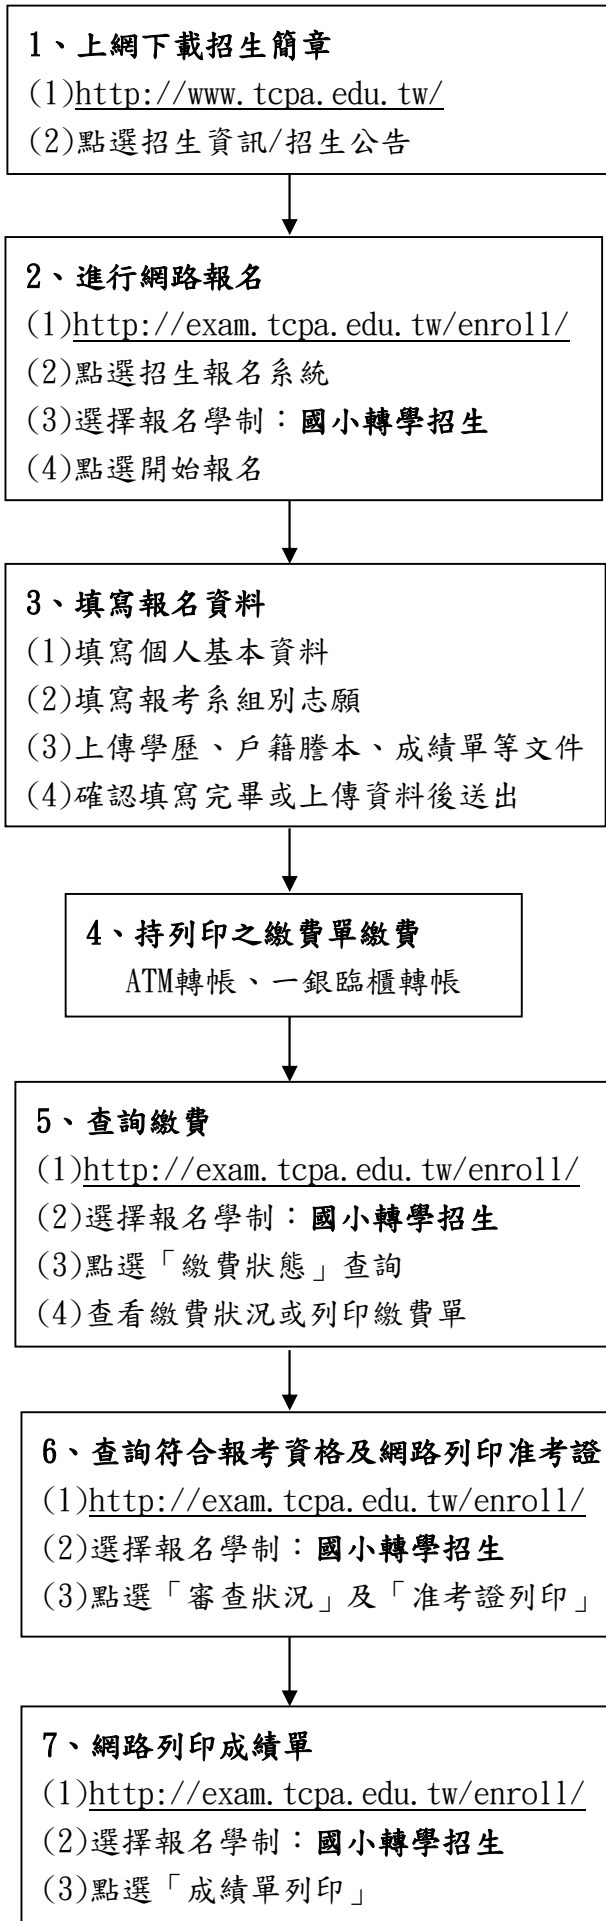 1、上網下載招生簡章
(1)http://www.tcpa.edu.tw/
(2)點選招生資訊/招生公告
2、進行網路報名
(1)http://exam.tcpa.edu.tw/enroll/
(2)點選招生報名系統
(3)選擇報名學制：國小轉學招生
(4)點選開始報名
3、填寫報名資料
(1)填寫個人基本資料
(2)填寫報考系組別志願
(3)上傳學歷、戶籍謄本、成績單等文件
(4)確認填寫完畢或上傳資料後送出
4、持列印之繳費單繳費
ATM轉帳、一銀臨櫃轉帳
5、查詢繳費
(1)http://exam.tcpa.edu.tw/enroll/
(2)選擇報名學制：國小轉學招生
(3)點選「繳費狀態」查詢
(4)查看繳費狀況或列印繳費單
6、查詢符合報考資格及網路列印准考證
(1)http://exam.tcpa.edu.tw/enroll/
(2)選擇報名學制：國小轉學招生
(3)點選「審查狀況」及「准考證列印」
7、網路列印成績單
(1)http://exam.tcpa.edu.tw/enroll/
(2)選擇報名學制：國小轉學招生
(3)點選「成績單列印」